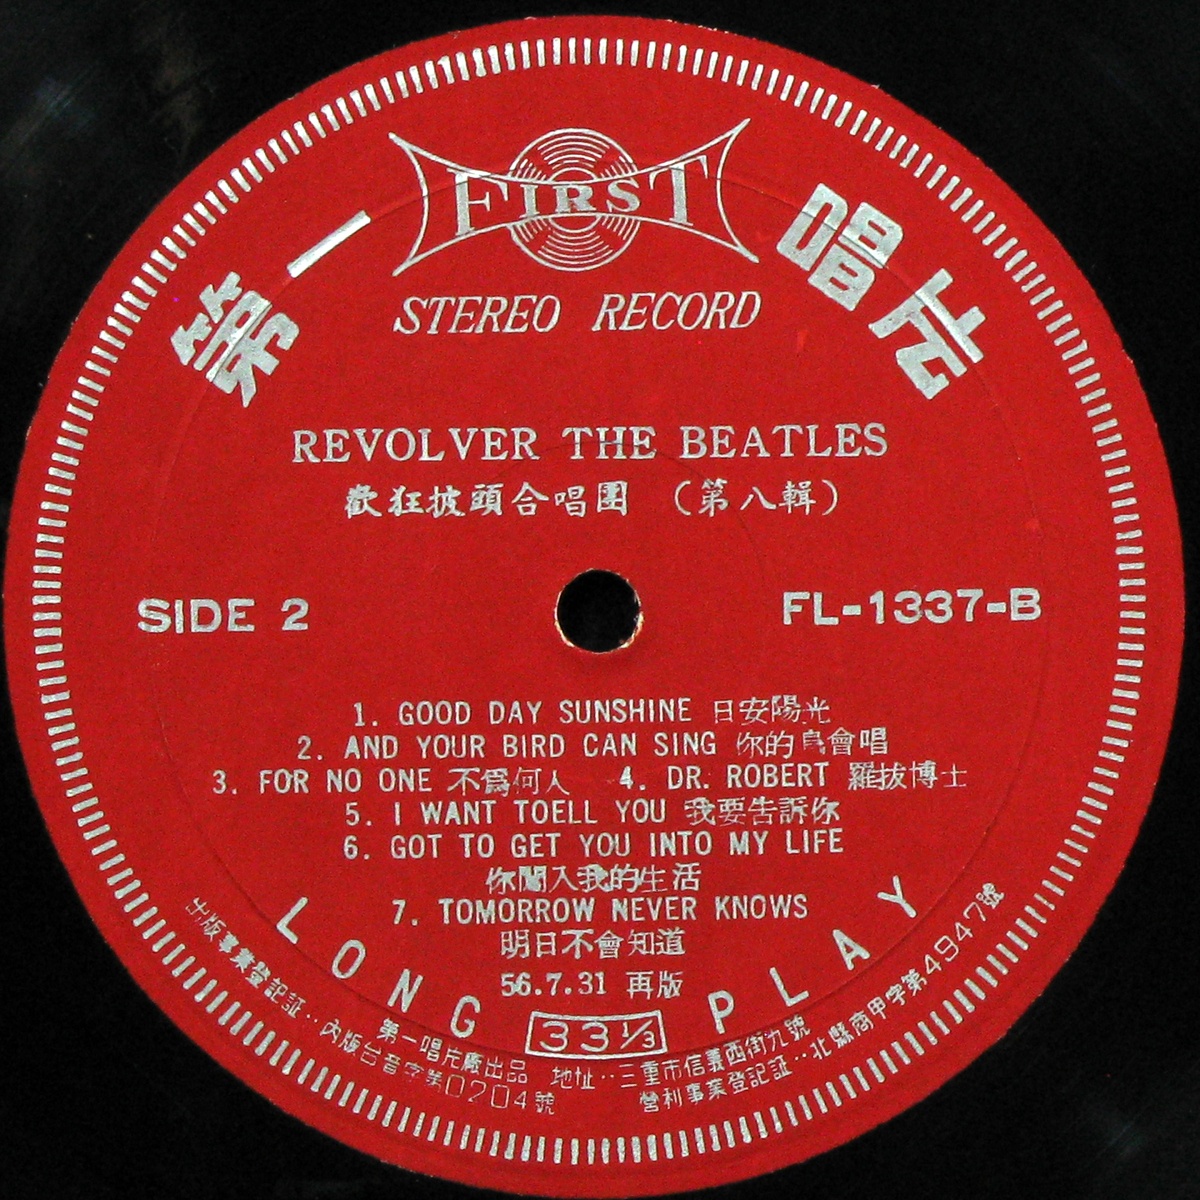 FIRST
第一唱片
STEREO RECORD
REVOLVER THE BEATLES
歡狂披頭合唱團 (第八輯)
SIDE 2
FL-1337-B
1. GOOD DAY SUNSHINE 日安陽光
2. AND YOUR BIRD CAN SING 你的鳥會唱
3. FOR NO ONE 不爲何人 4. DR. ROBERT 羅拔博士
5. I WANT TOELL YOU 我要告訴你
6. GOT TO GET YOU INTO MY LIFE
你闖入我的生活
7. TOMORROW NEVER KNOWS
明日不會知道
56.7.31 再版
LONG PLAY
33 1/3
第一唱片廠出品 地址:三重市信義西街九號
出版事業登記証:內版台音字第0204號
營利事業登記証:北縣商甲字第4947號